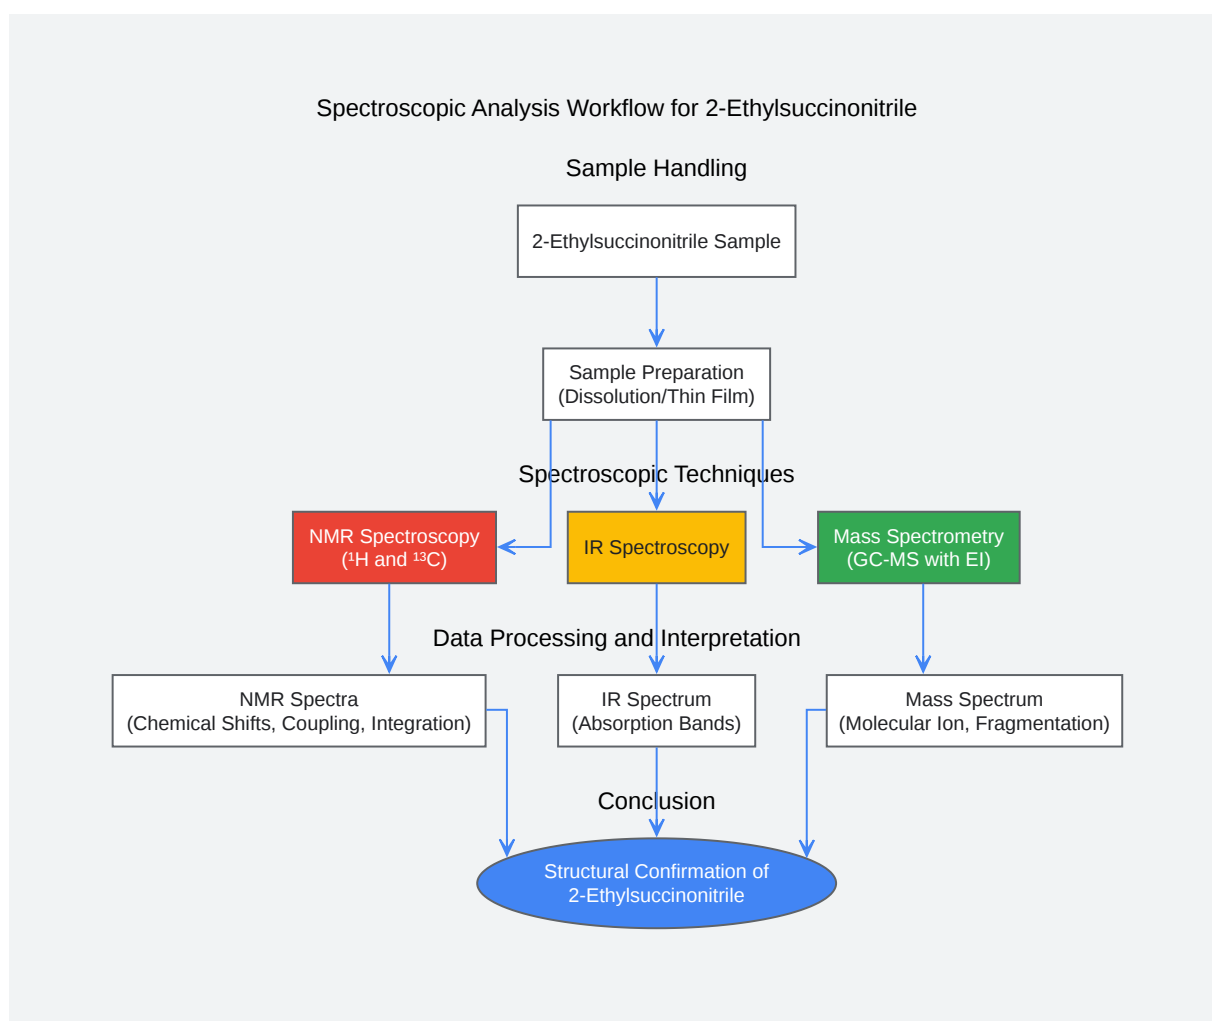 Spectroscopic Analysis Workflow for 2-Ethylsuccinonitrile
Sample Handling
2-Ethylsuccinonitrile Sample
Sample Preparation
(Dissolution/Thin Film)
Spectroscopic Techniques
NMR Spectroscopy
(¹H and ¹³C)
IR Spectroscopy
Mass Spectrometry
(GC-MS with EI)
Data Processing and Interpretation
NMR Spectra
(Chemical Shifts, Coupling, Integration)
IR Spectrum
(Absorption Bands)
Mass Spectrum
(Molecular Ion, Fragmentation)
Conclusion
Structural Confirmation of
2-Ethylsuccinonitrile